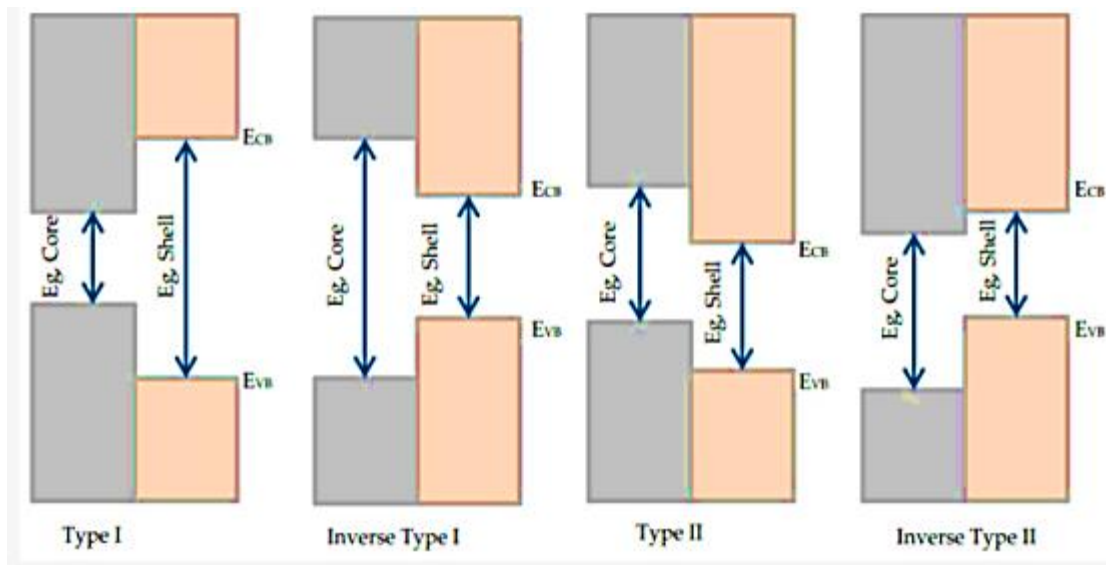 ECB
Eg, Core
Eg, Shell
EVB
Type I
ECB
Eg, Core
Eg, Shell
EVB
Inverse Type I
Eg, Core
ECB
Eg, Shell
EVB
Type II
ECB
Eg, Core
Eg, Shell
EVB
Inverse Type II